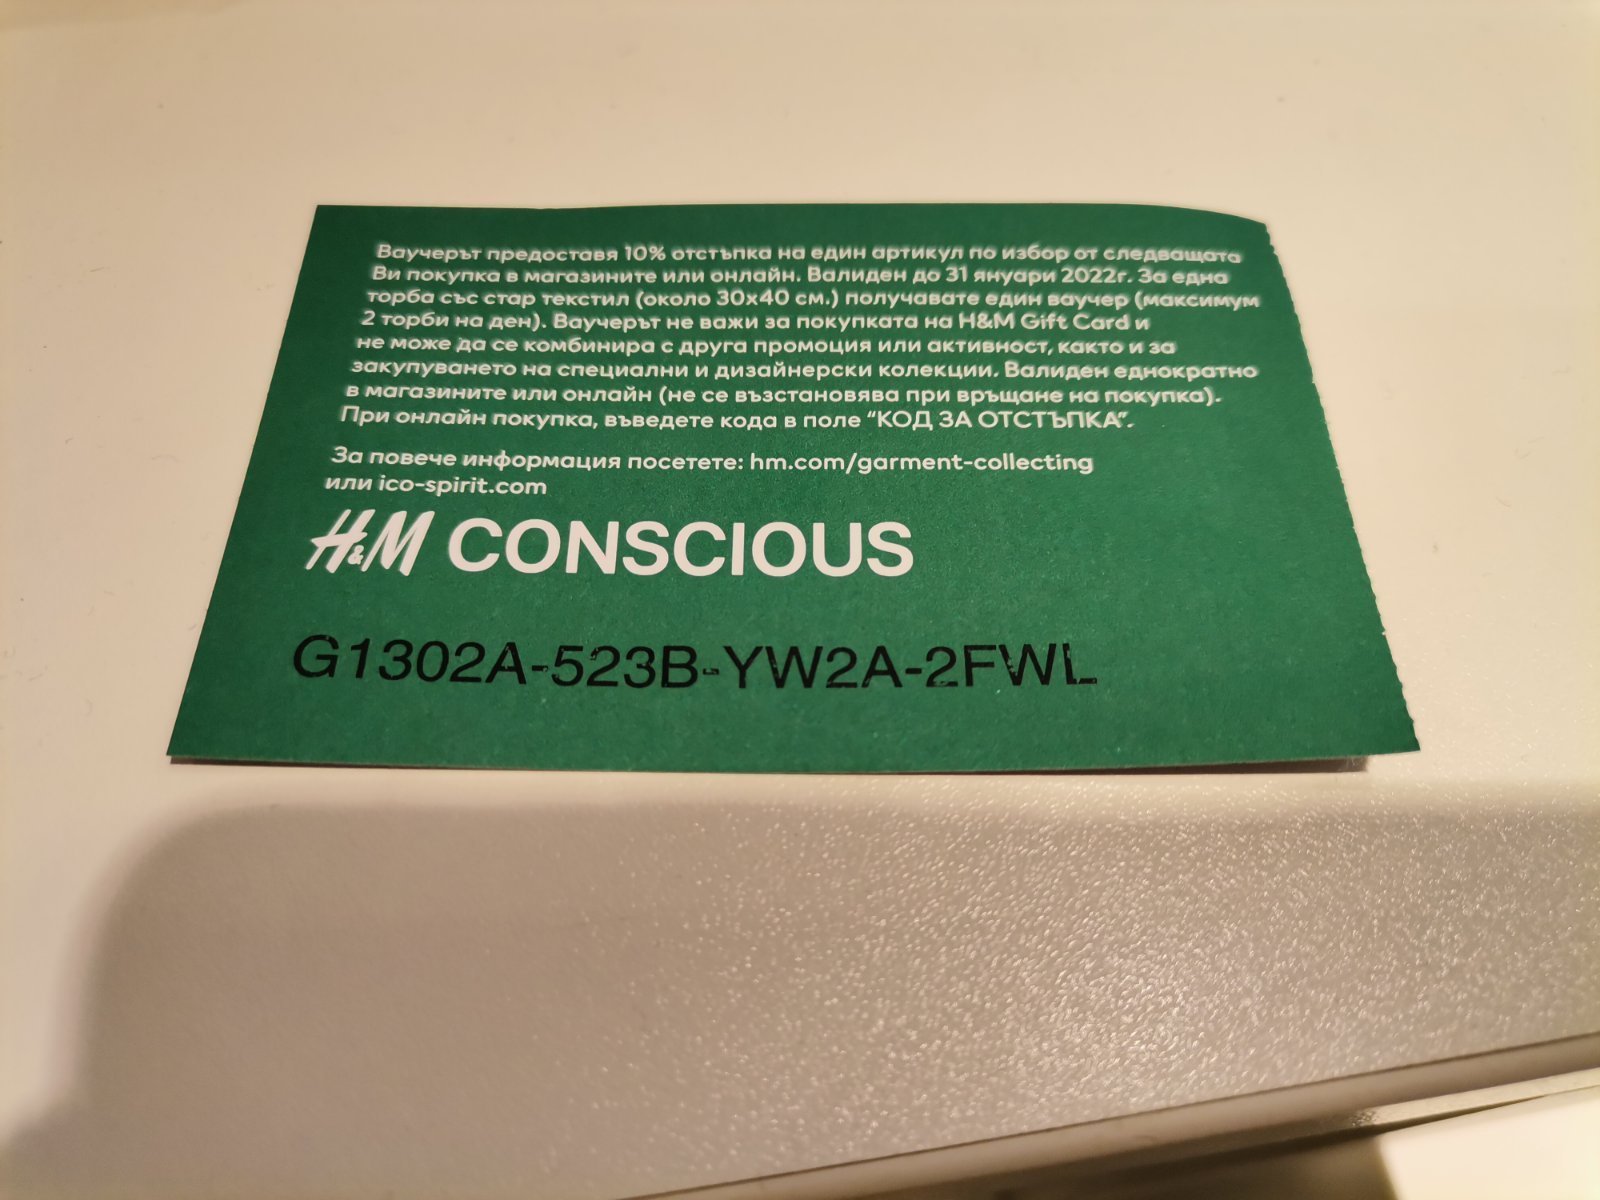 Ваучерът предоставя 10% отстъпка на един артикул по избор от следващата
Ви покупка в магазините или онлайн. Валиден до 31 януари 2022г. За една
торба със стар текстил (около 30x40 см.) получавате един ваучер (максимум
2 торби на ден). Ваучерът не важи за покупката на H&M Gift Card и
не може да се комбинира с друга промоция или активност, както и за
закупуването на специални и дизайнерски колекции. Валиден еднократно
в магазините или онлайн (не се възстановява при връщане на покупка).
При онлайн покупка, въведете кода в поле “КОД ЗА ОТСТЪПКА”.
За повече информация посетете: hm.com/garment-collecting
или ico-spirit.com
H&M CONSCIOUS
G1302A-523B-YW2A-2FWL